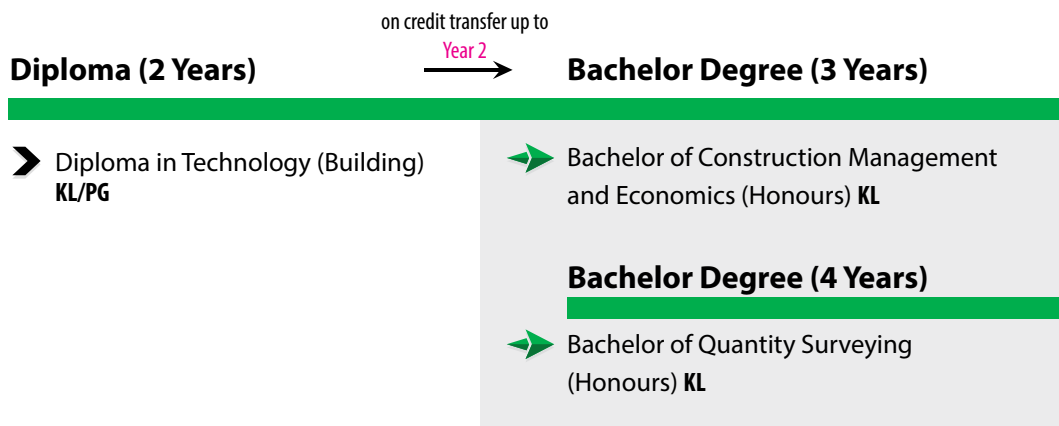 on credit transfer up to
Year 2
Diploma (2 Years)
Bachelor Degree (3 Years)
Diploma in Technology (Building)
KL/PG
Bachelor of Construction Management
and Economics (Honours) KL
Bachelor Degree (4 Years)
Bachelor of Quantity Surveying
(Honours) KL